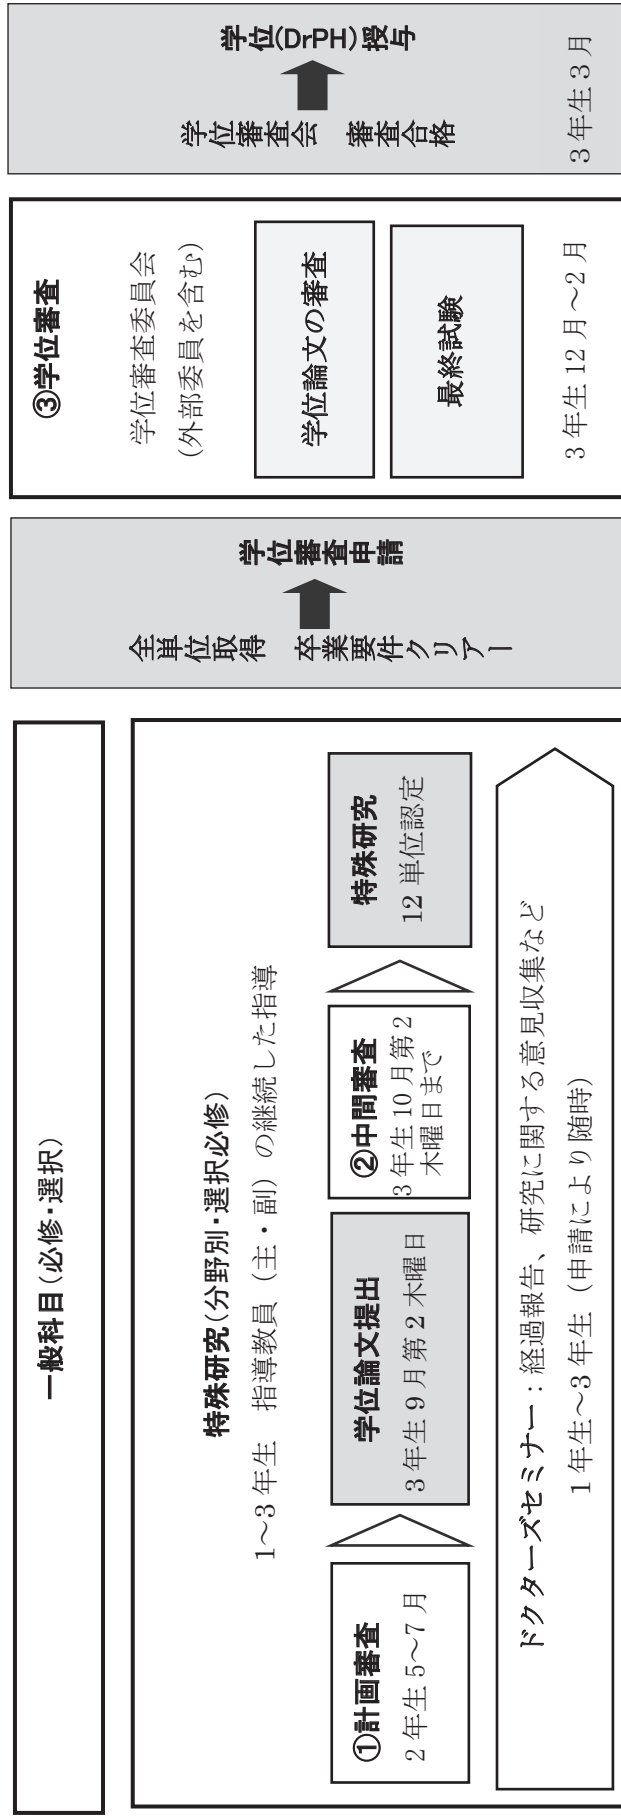 一般科目(必修・選択)
特殊研究(分野別・選択必修)
1～3年生　指導教員（主・副）の継続した指導
①計画審査
2年生5～7月
学位論文提出
3年生9月第2木曜日
②中間審査
3年生10月第2
木曜日まで
特殊研究
12単位認定
ドクターズセミナー：経過報告、研究に関する意見収集など
1年生～3年生（申請により随時）
全単位取得　卒業要件クリアー
学位審査申請
③学位審査
学位審査委員会
(外部委員を含む)
学位論文の審査
最終試験
3年生12月～2月
学位審査会　審査合格
学位(DrPH)授与
3年生3月